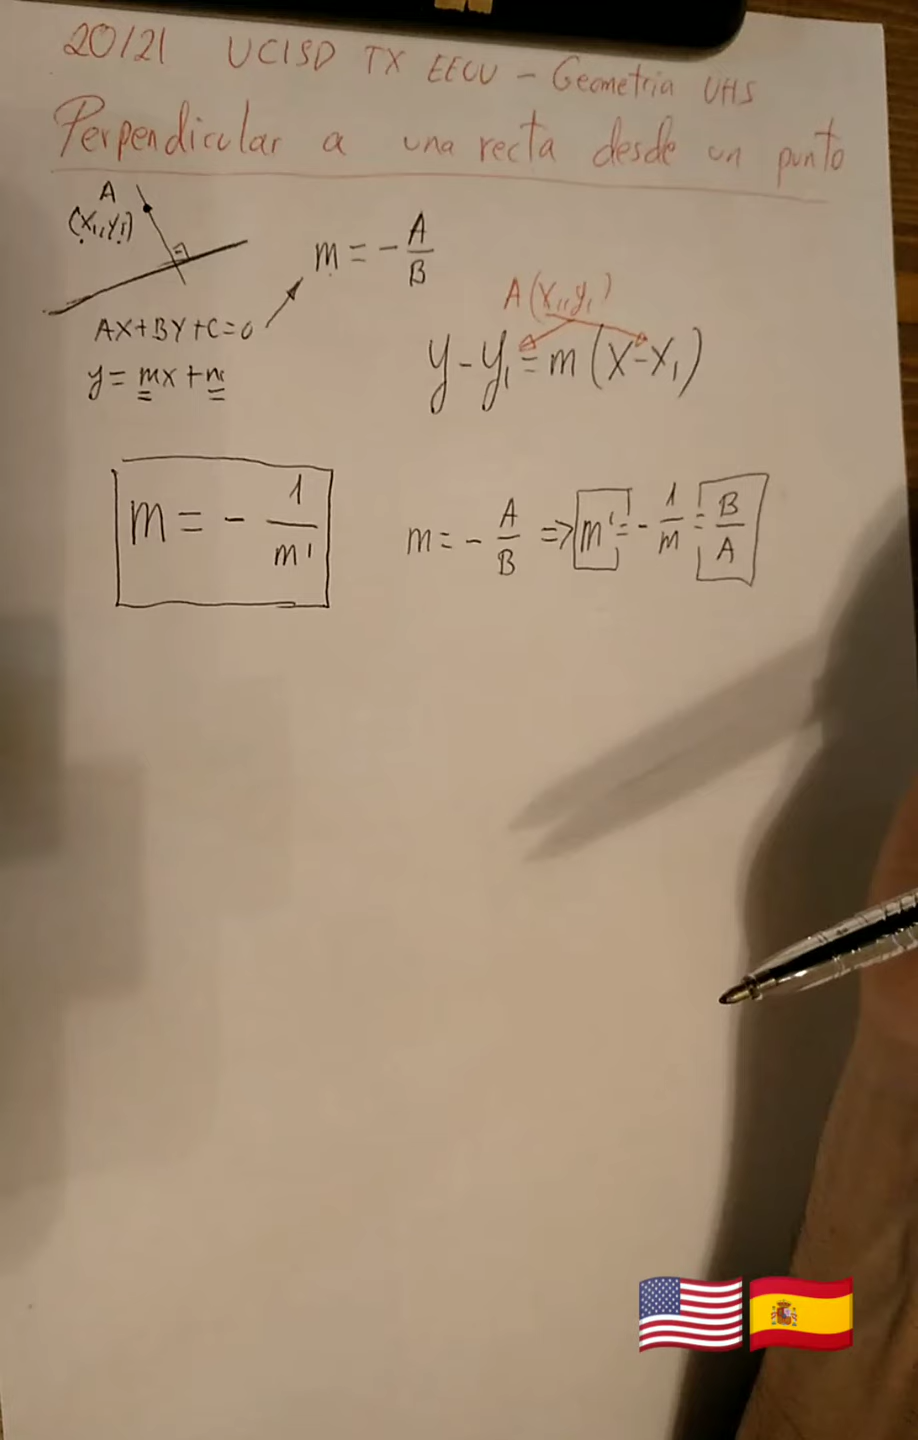 20/21 UCISD TX EEUU - Geometria UHS
Perpendicular a una recta desde un punto
A
(X₁,Y₁)
m = - A/B
AX+BY+C=0
y = mx + n
A(X₁,y₁)
y - y₁ = m (x - x₁)
m = - 1/m'
m = - A/B => m' = - 1/m = B/A